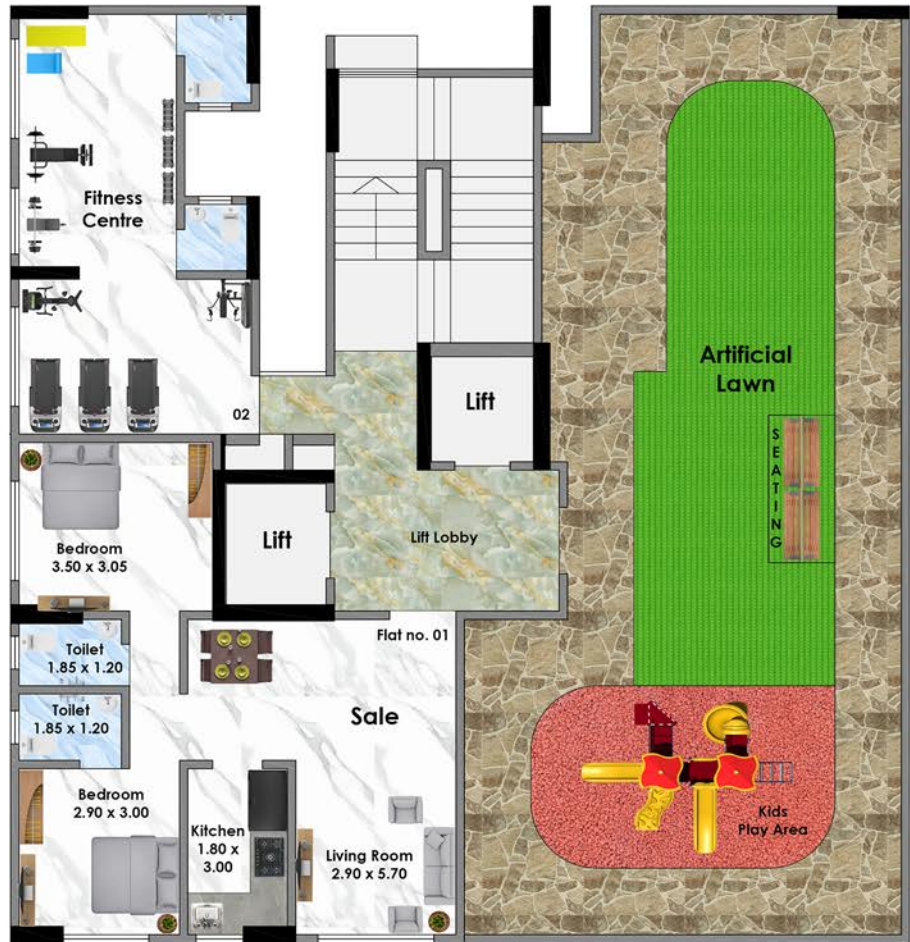 Fitness
Centre
Artificial
Lawn
Lift
02
SEATING
Lift
Lift Lobby
Bedroom
3.50 x 3.05
Flat no. 01
Toilet
1.85 x 1.20
Toilet
1.85 x 1.20
Sale
Bedroom
2.90 x 3.00
Kitchen
1.80 x
3.00
Living Room
2.90 x 5.70
Kids
Play Area